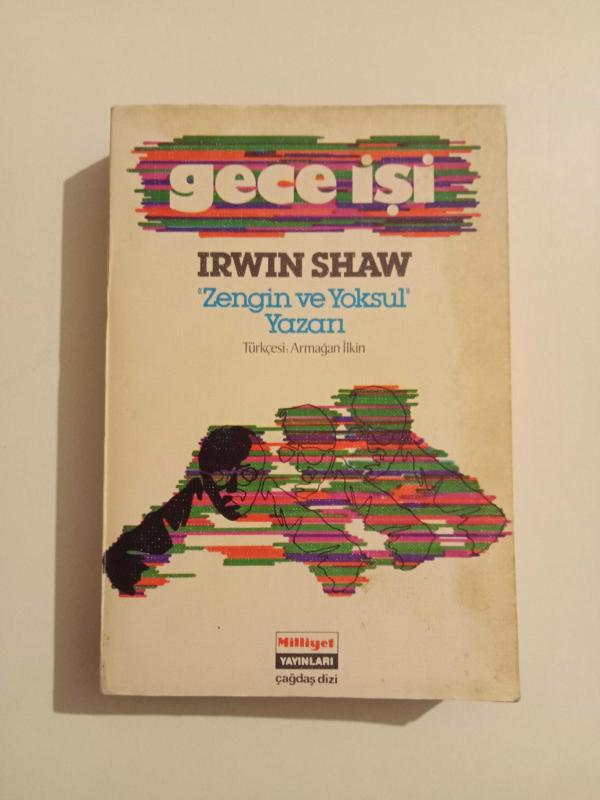 gece işi
IRWIN SHAW
«Zengin ve Yoksul»
Yazarı
Türkçesi: Armağan İlkin
Milliyet
YAYINLARI
çağdaş dizi